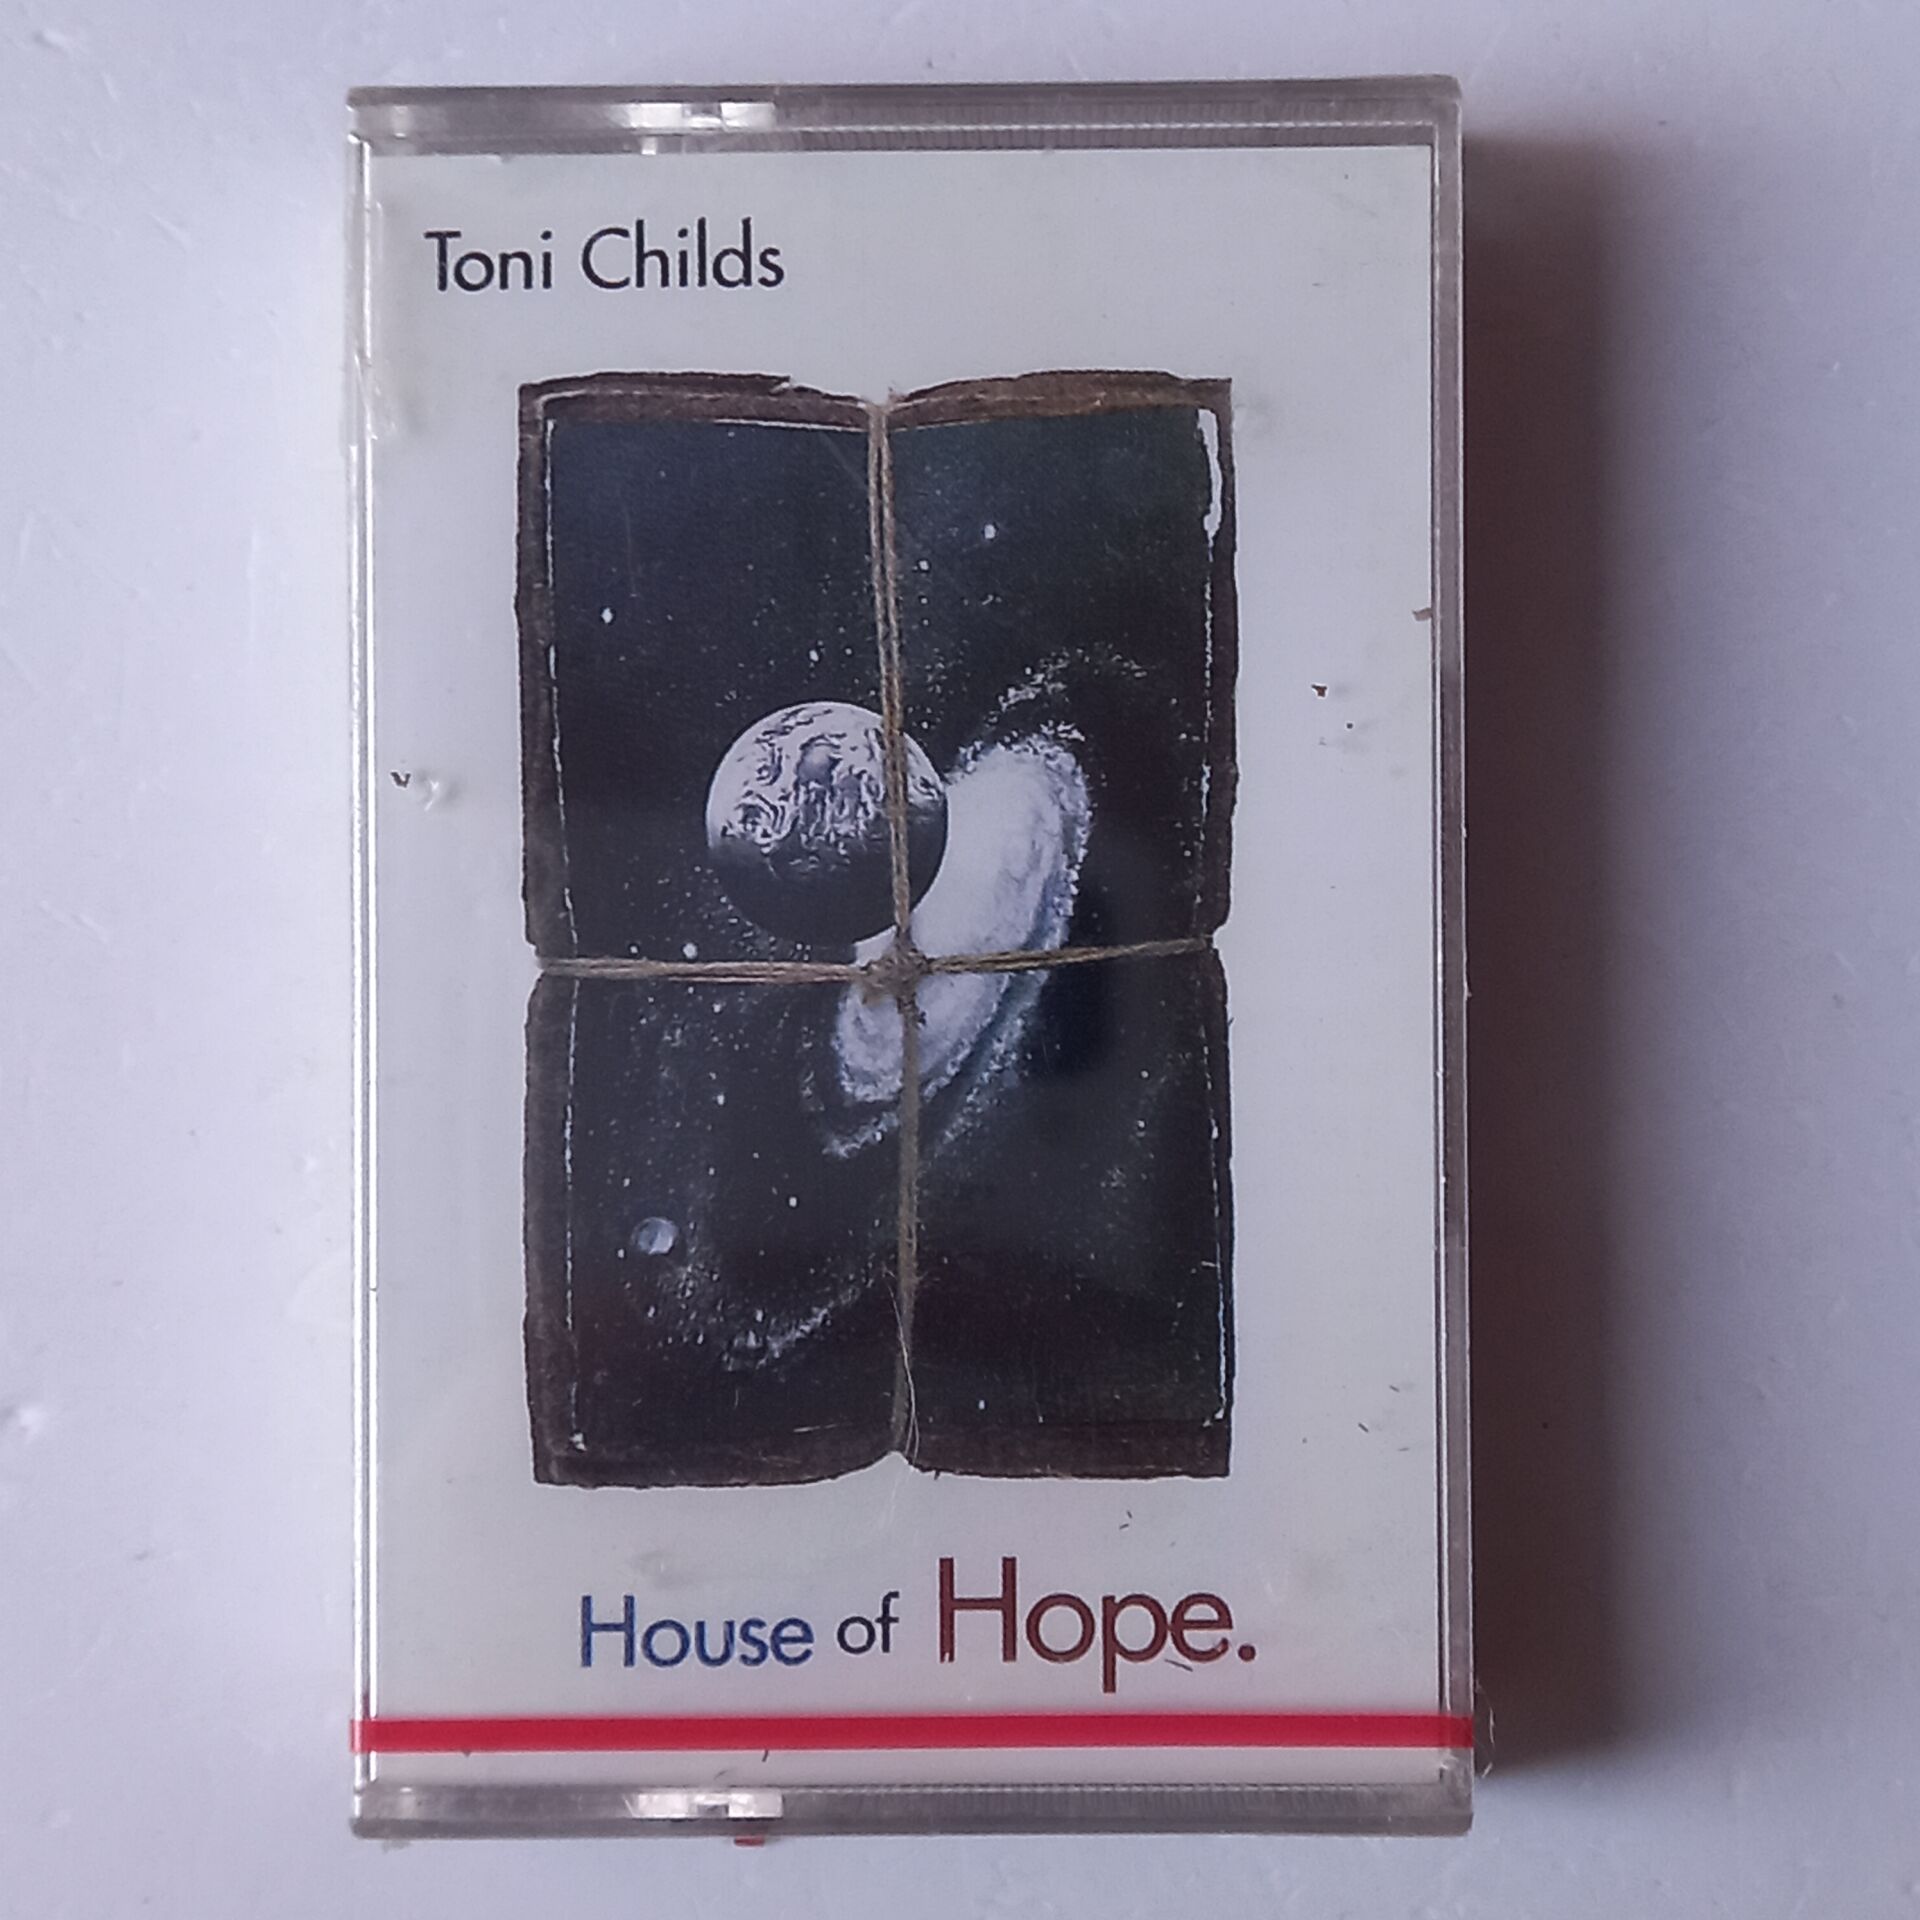 Toni Childs
House of Hope.